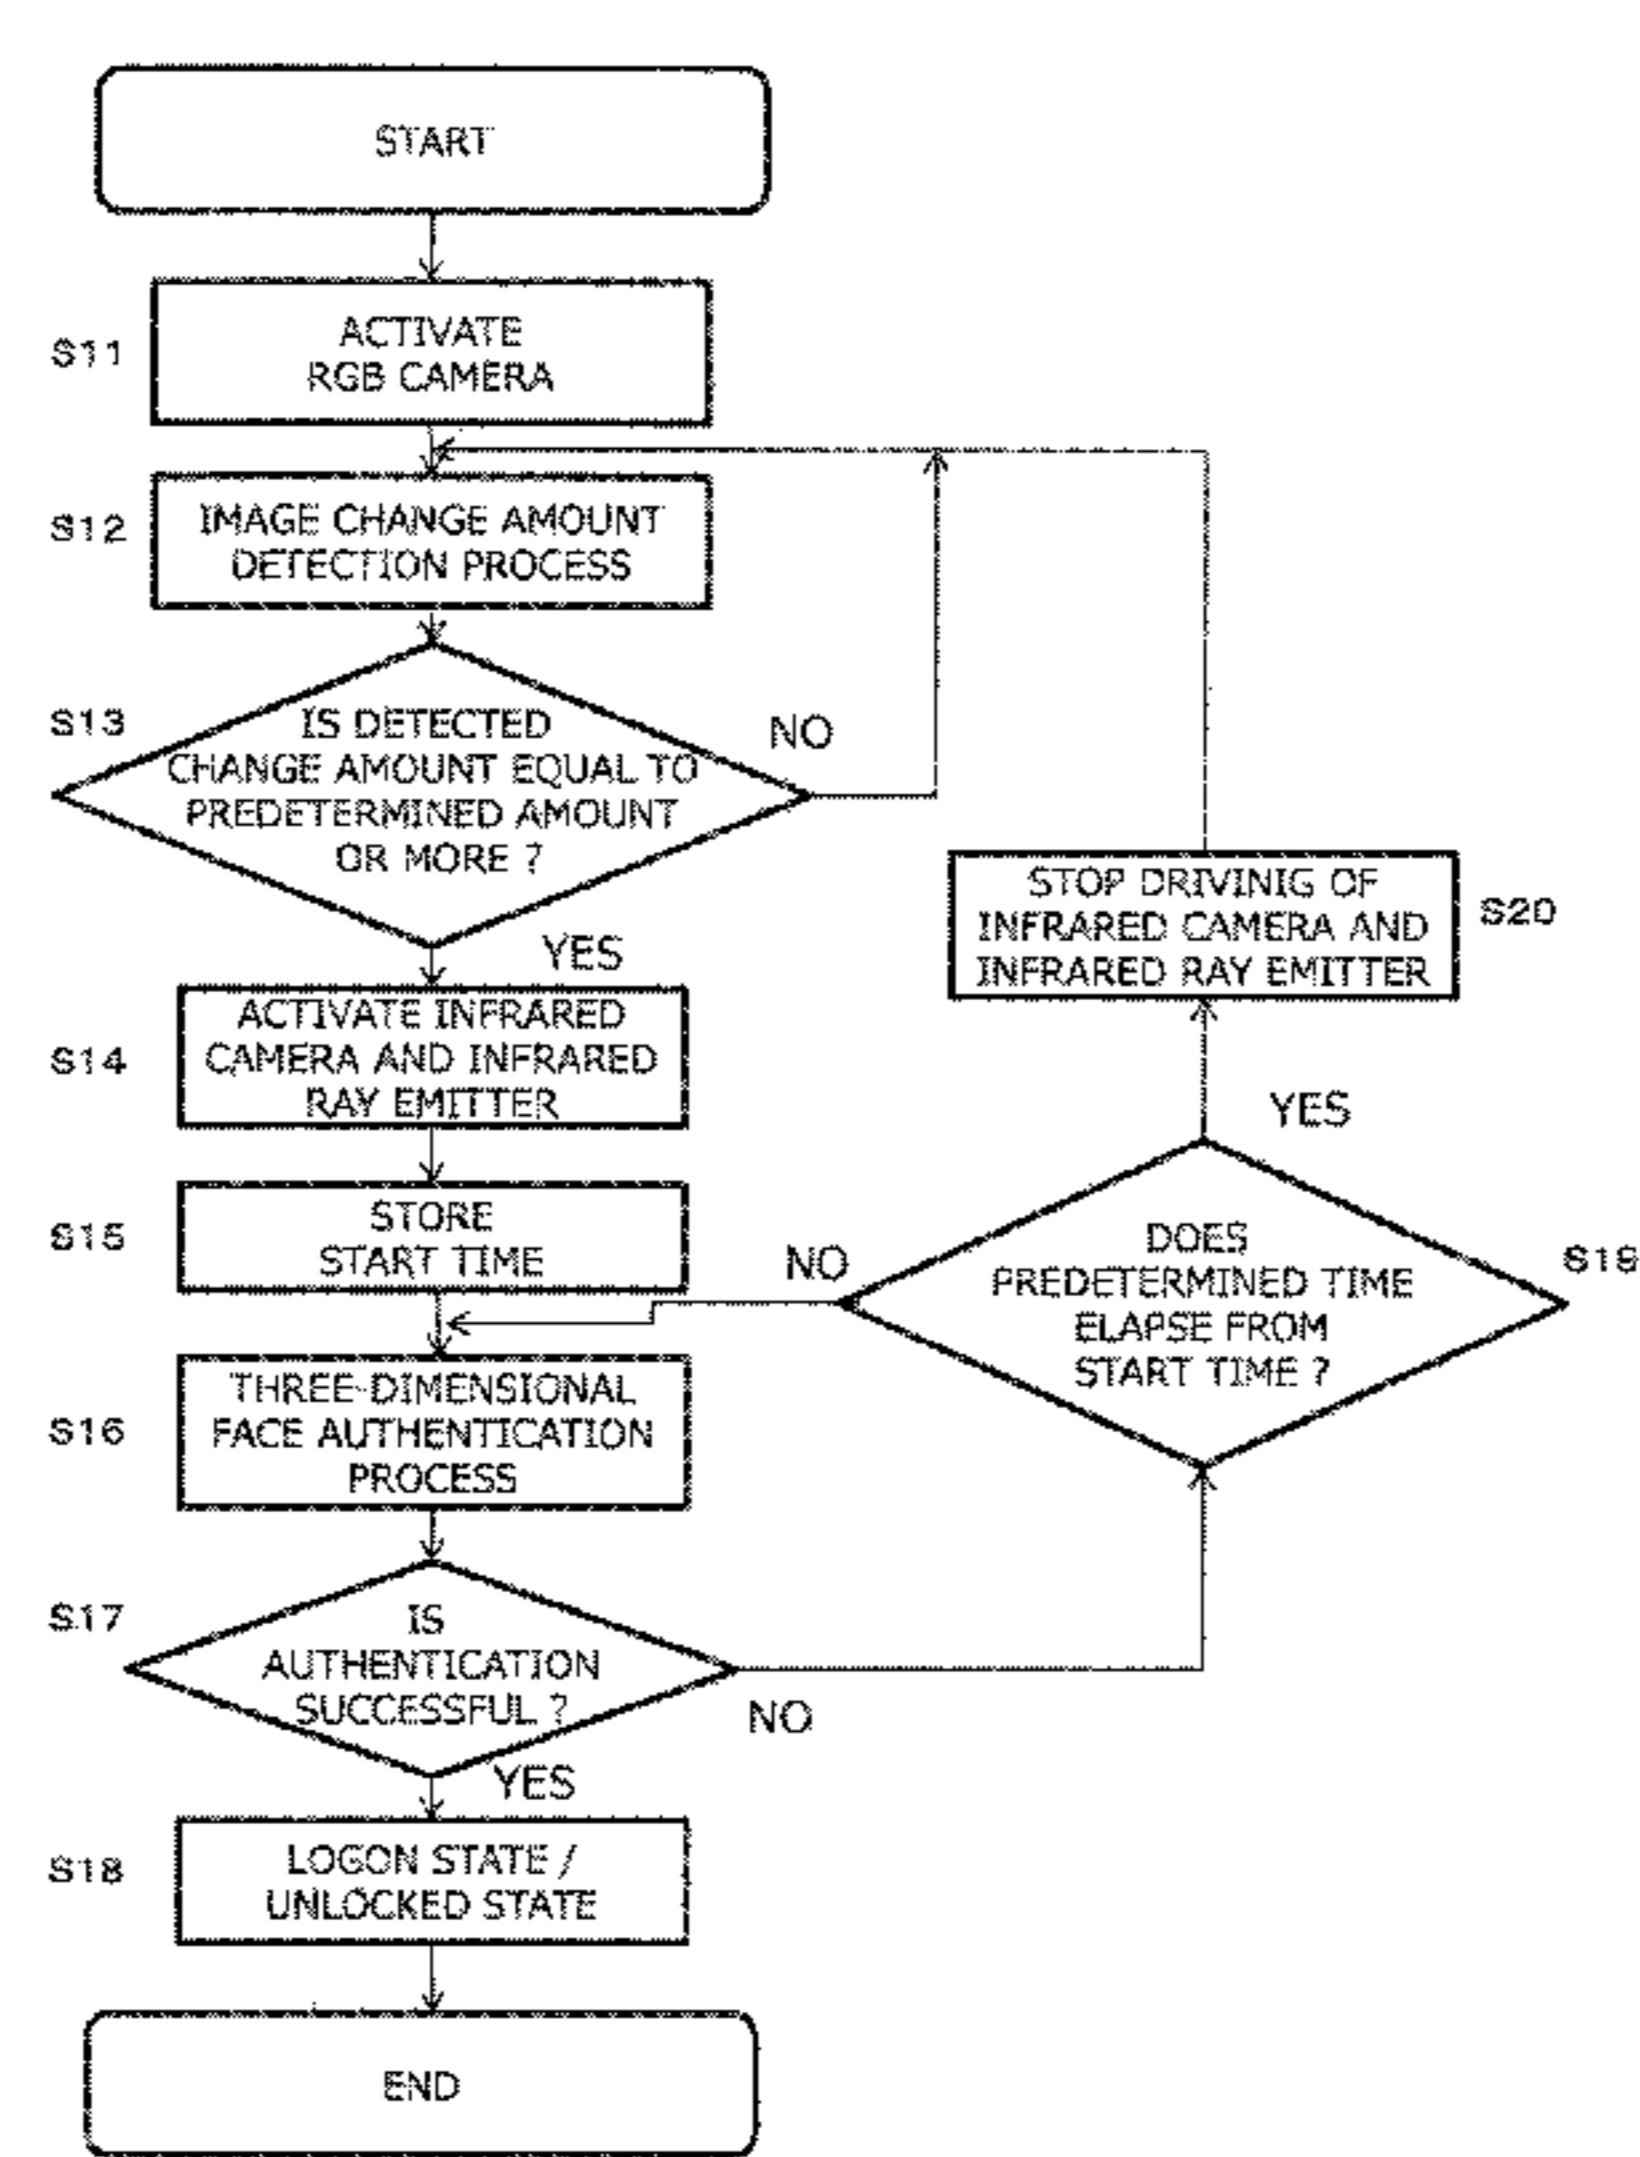 START
S11
ACTIVATE
RGB CAMERA
S12
IMAGE CHANGE AMOUNT
DETECTION PROCESS
S13
IS DETECTED
CHANGE AMOUNT EQUAL TO
PREDETERMINED AMOUNT
OR MORE ?
NO
YES
S14
ACTIVATE INFRARED
CAMERA AND INFRARED
RAY EMITTER
S15
STORE
START TIME
S16
THREE-DIMENSIONAL
FACE AUTHENTICATION
PROCESS
S17
IS
AUTHENTICATION
SUCCESSFUL ?
NO
YES
S18
LOGON STATE /
UNLOCKED STATE
END
STOP DRIVINIG OF
INFRARED CAMERA AND
INFRARED RAY EMITTER
S20
YES
DOES
PREDETERMINED TIME
ELAPSE FROM
START TIME ?
S19
NO